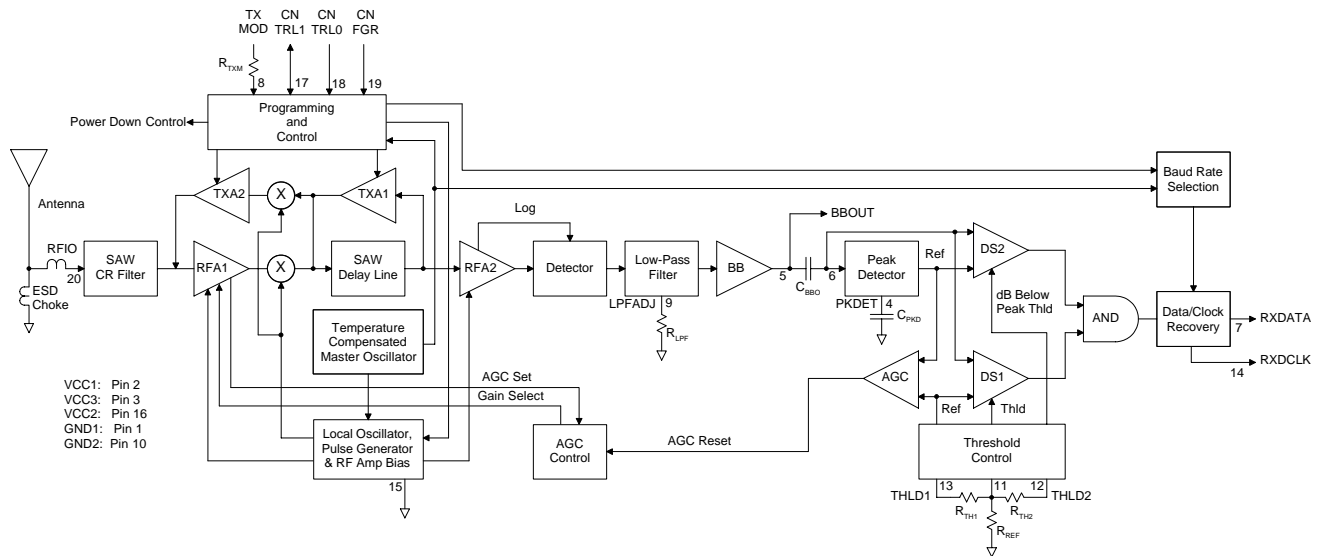 TX
MOD
CN
TRL1
CN
TRL0
CN
FGR
RTXM
8
17
18
19
Programming
and
Control
Power Down Control
Antenna
TXA2
X
TXA1
Baud Rate
Selection
Log
BBOUT
RFIO
20
SAW
CR Filter
RFA1
X
SAW
Delay Line
RFA2
Detector
Low-Pass
Filter
BB
5
CBBO
6
Peak
Detector
Ref
DS2
ESD
Choke
LPFADJ
9
RLPF
PKDET
4
CPKD
dB Below
Peak Thld
AND
Data/Clock
Recovery
7
RXDATA
RXDCLK
14
Temperature
Compensated
Master Oscillator
AGC
DS1
Ref
Thld
AGC Set
Gain Select
VCC1: Pin 2
VCC3: Pin 3
VCC2: Pin 16
GND1: Pin 1
GND2: Pin 10
Local Oscillator,
Pulse Generator
& RF Amp Bias
15
AGC
Control
AGC Reset
Threshold
Control
THLD1
13
11
12
THLD2
RTH1
RTH2
RREF